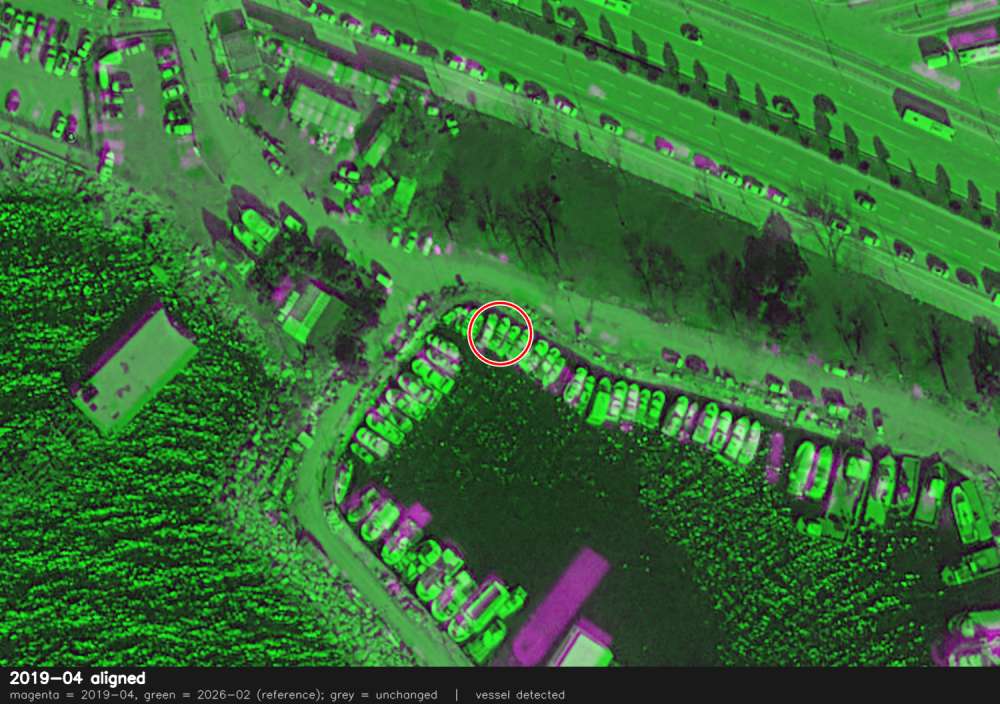 2019-04 aligned
magenta = 2019-04, green = 2026-02 (reference); grey = unchanged | vessel detected